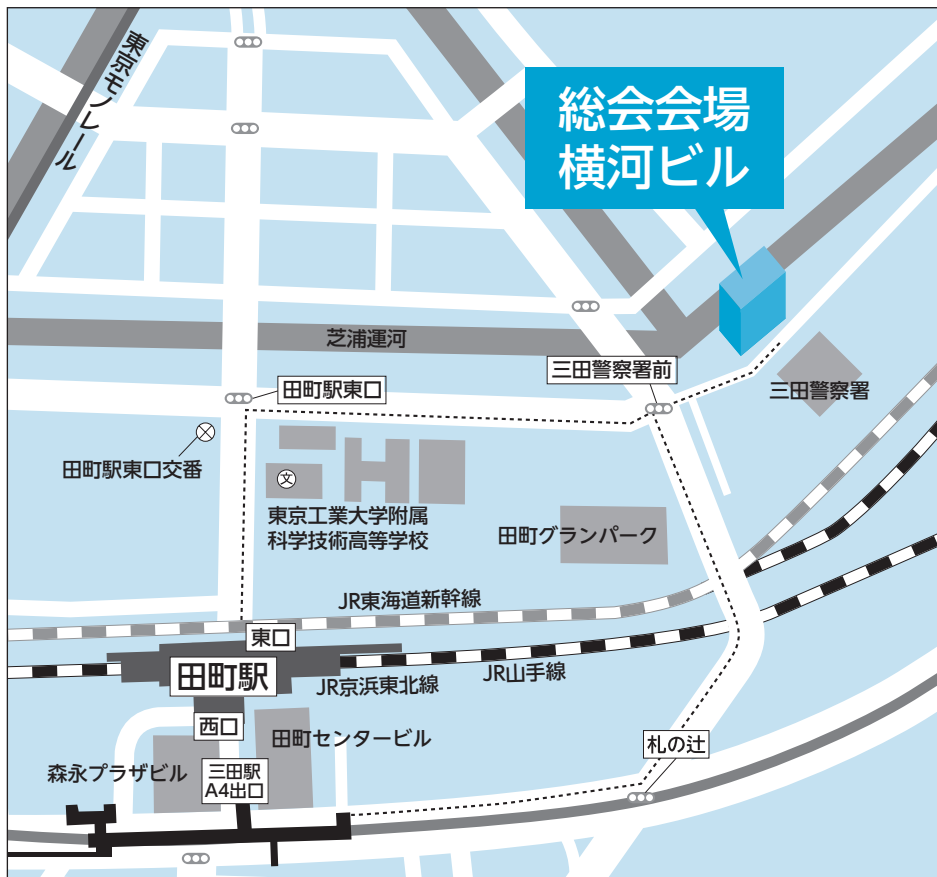 東京モノレール
総会会場
横河ビル
芝浦運河
三田警察署前
田町駅東口
三田警察署
田町駅東口交番
文
東京工業大学附属
科学技術高等学校
田町グランパーク
JR東海道新幹線
東口
田町駅
JR京浜東北線
JR山手線
西口
田町センタービル
札の辻
森永プラザビル
三田駅
A4出口